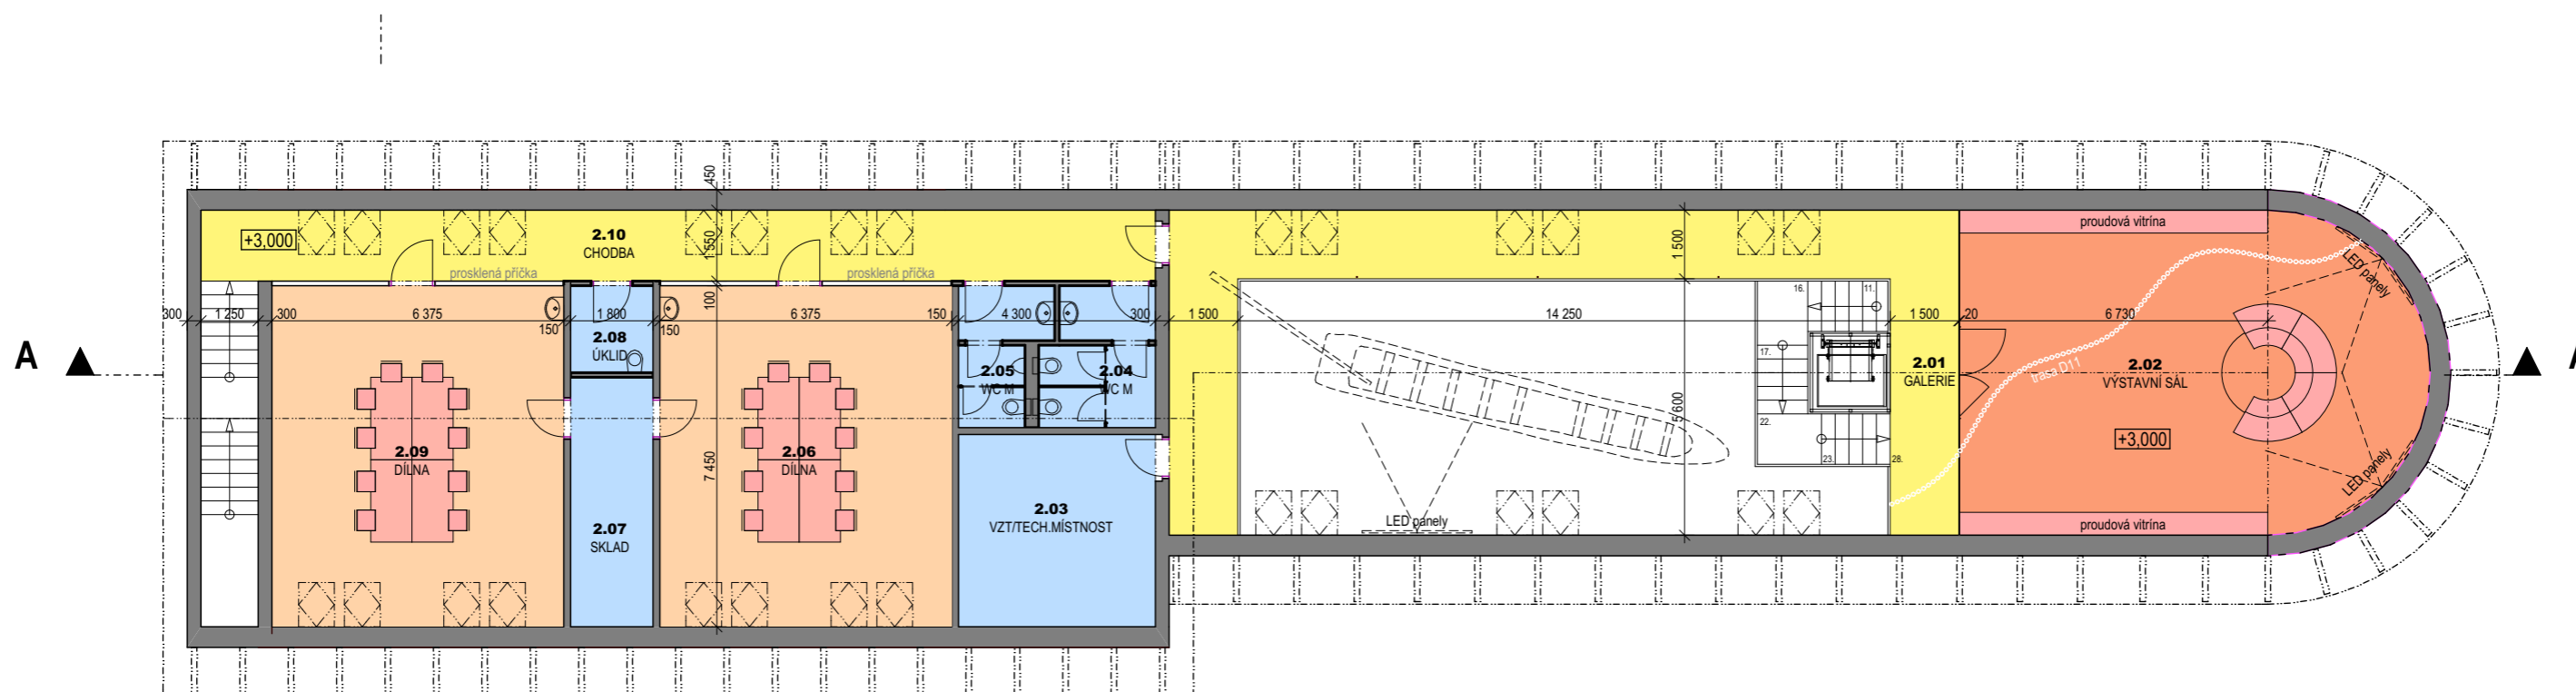 450
+3,000
2.10
CHODBA
1 550
1 500
proudová vitrína
prosklená příčka
prosklená příčka
LED panely
100
16.
11.
300
1 250
300
6 375
150
1 800
150
6 375
150
4 300
300
1 500
14 250
1 500
20
6 730
2.08
ÚKLID
17.
A
2.05
WC M
2.04
WC M
2.01
GALERIE
trasa D11
2.02
VÝSTAVNÍ SÁL
5 600
22.
2.09
DÍLNA
2.06
DÍLNA
7 450
23.
28.
+3,000
LED panely
2.03
VZT/TECH.MÍSTNOST
2.07
SKLAD
LED panely
proudová vitrína